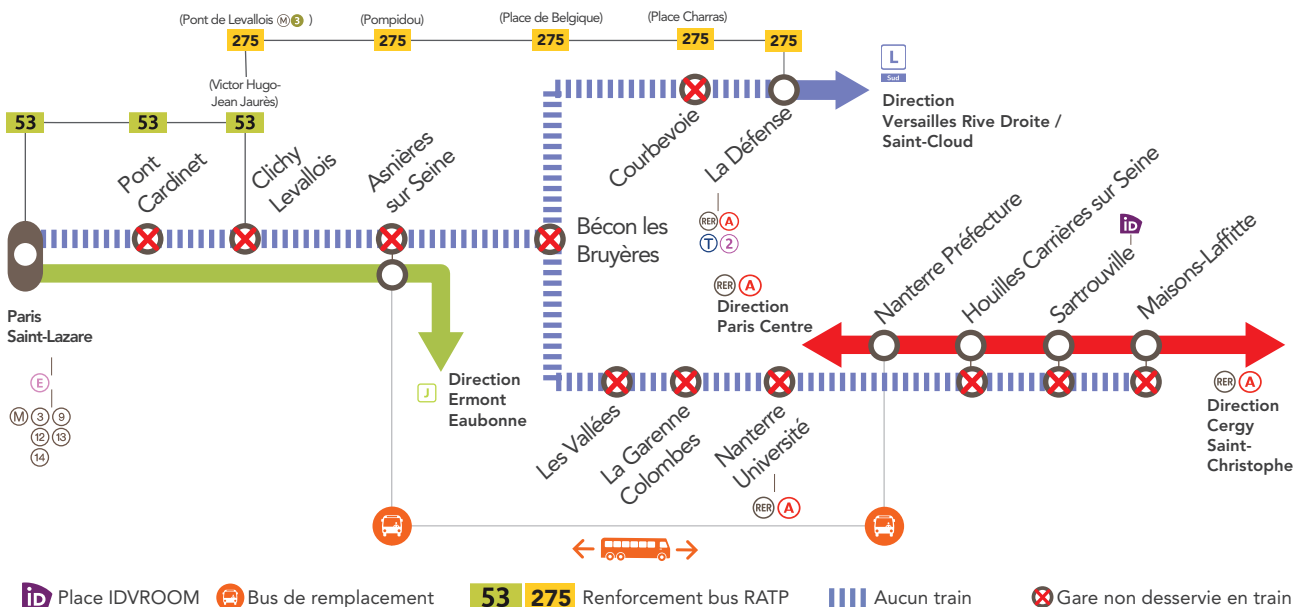 (Pont de Levallois M 3 )
(Pompidou)
(Place de Belgique)
(Place Charras)
275
275
275
275
275
(Victor Hugo-
Jean Jaurès)
53
53
53
L
Sud
Direction
Versailles Rive Droite /
Saint-Cloud
Pont
Cardinet
Clichy
Levallois
Asnières
sur Seine
Bécon les
Bruyères
Courbevoie
La Défense
RER A
T 2
Paris
Saint-Lazare
E
M 3 9
12 13
14
J
Direction
Ermont
Eaubonne
RER A
Direction
Paris Centre
Nanterre Préfecture
Houilles Carrières sur Seine
iD
Sartrouville
Maisons-Laffitte
Les Vallées
La Garenne
Colombes
Nanterre
Université
RER A
RER A
Direction
Cergy
Saint-
Christophe
iD Place IDVROOM
Bus de remplacement
53 275 Renforcement bus RATP
Aucun train
Gare non desservie en train